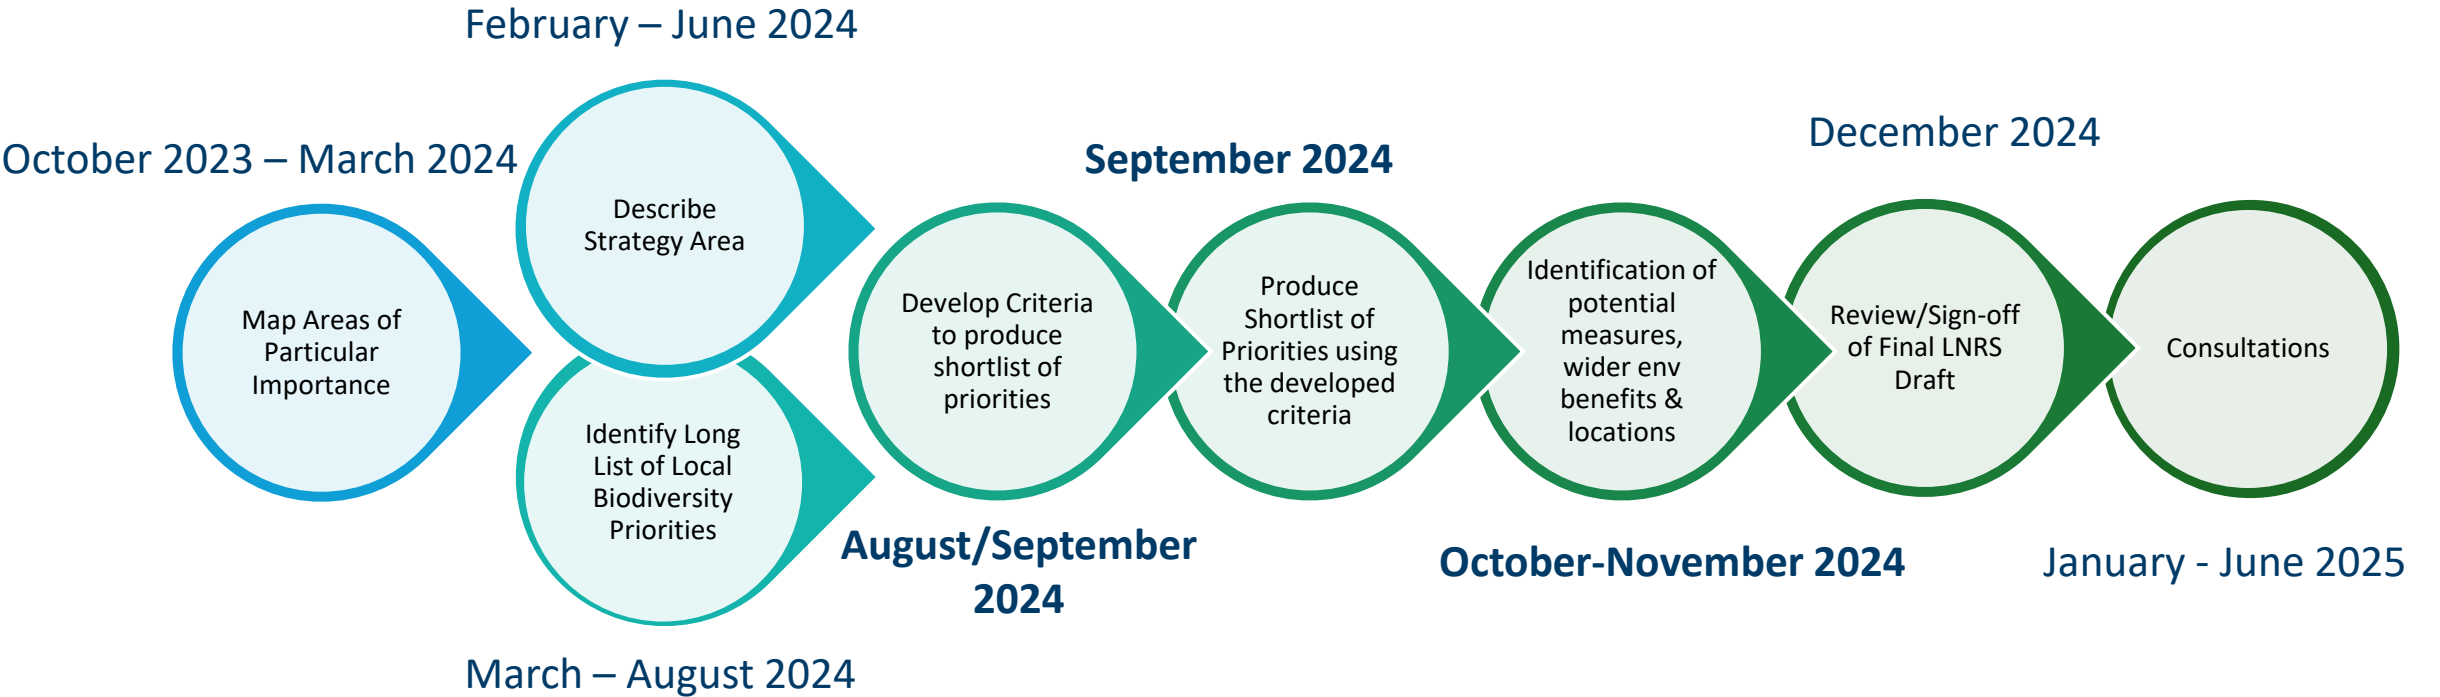 October 2023 – March 2024
Map Areas of
Particular
Importance
February – June 2024
Describe
Strategy Area
Identify Long
List of Local
Biodiversity
Priorities
March – August 2024
Develop Criteria
to produce
shortlist of
priorities
August/September
2024
September 2024
Produce
Shortlist of
Priorities using
the developed
criteria
Identification of
potential
measures,
wider env
benefits &
locations
October-November 2024
December 2024
Review/Sign-off
of Final LNRS
Draft
Consultations
January - June 2025